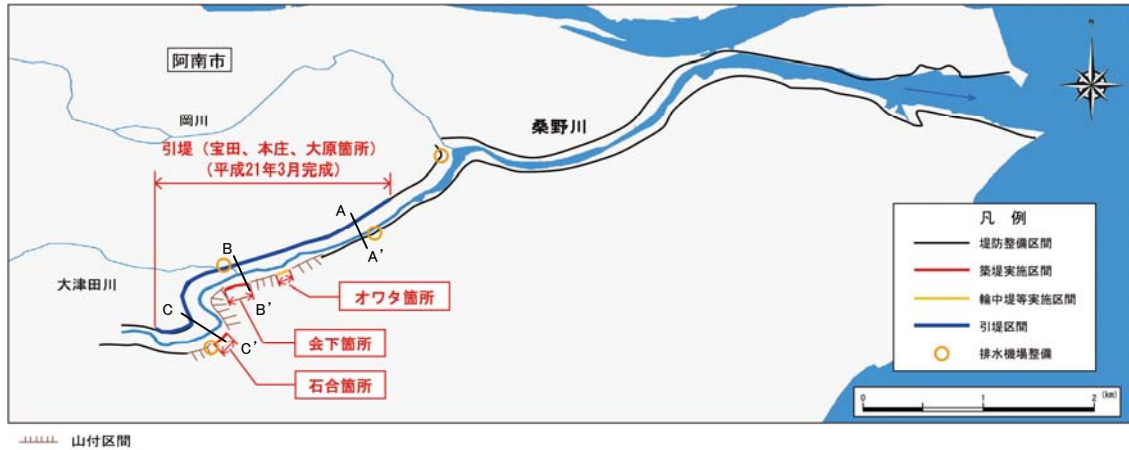 阿南市
岡川
桑野川
引堤（宝田、本庄、大原箇所）
（平成21年3月完成）
A
A'
B
B'
C
C'
大津田川
オワタ箇所
会下箇所
石合箇所
凡 例
堤防整備区間
築堤実施区間
輪中堤等実施区間
引堤区間
排水機場整備
0 1 2 (km)
山付区間